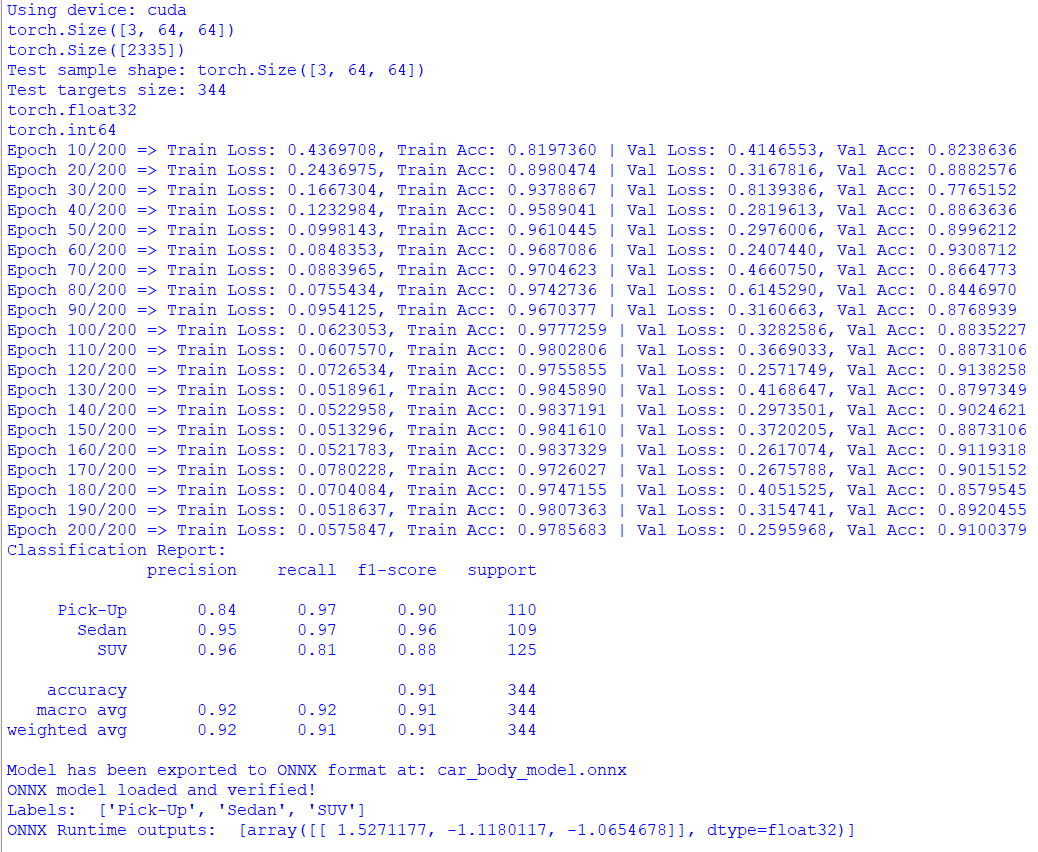 Using device: cuda
torch.Size([3, 64, 64])
torch.Size([2335])
Test sample shape: torch.Size([3, 64, 64])
Test targets size: 344
torch.float32
torch.int64
Epoch 10/200 => Train Loss: 0.4369708, Train Acc: 0.8197360 | Val Loss: 0.4146553, Val Acc: 0.8238636
Epoch 20/200 => Train Loss: 0.2436975, Train Acc: 0.8980474 | Val Loss: 0.3167816, Val Acc: 0.8882576
Epoch 30/200 => Train Loss: 0.1667304, Train Acc: 0.9378867 | Val Loss: 0.8139386, Val Acc: 0.7765152
Epoch 40/200 => Train Loss: 0.1232984, Train Acc: 0.9589041 | Val Loss: 0.2819613, Val Acc: 0.8863636
Epoch 50/200 => Train Loss: 0.0998143, Train Acc: 0.9610445 | Val Loss: 0.2976006, Val Acc: 0.8996212
Epoch 60/200 => Train Loss: 0.0848353, Train Acc: 0.9687086 | Val Loss: 0.2407440, Val Acc: 0.9308712
Epoch 70/200 => Train Loss: 0.0883965, Train Acc: 0.9704623 | Val Loss: 0.4660750, Val Acc: 0.8664773
Epoch 80/200 => Train Loss: 0.0755434, Train Acc: 0.9742736 | Val Loss: 0.6145290, Val Acc: 0.8446970
Epoch 90/200 => Train Loss: 0.0954125, Train Acc: 0.9670377 | Val Loss: 0.3160663, Val Acc: 0.8768939
Epoch 100/200 => Train Loss: 0.0623053, Train Acc: 0.9777259 | Val Loss: 0.3282586, Val Acc: 0.8835227
Epoch 110/200 => Train Loss: 0.0607570, Train Acc: 0.9802806 | Val Loss: 0.3669033, Val Acc: 0.8873106
Epoch 120/200 => Train Loss: 0.0726534, Train Acc: 0.9755855 | Val Loss: 0.2571749, Val Acc: 0.9138258
Epoch 130/200 => Train Loss: 0.0518961, Train Acc: 0.9845890 | Val Loss: 0.4168647, Val Acc: 0.8797349
Epoch 140/200 => Train Loss: 0.0522958, Train Acc: 0.9837191 | Val Loss: 0.2973501, Val Acc: 0.9024621
Epoch 150/200 => Train Loss: 0.0513296, Train Acc: 0.9841610 | Val Loss: 0.3720205, Val Acc: 0.8873106
Epoch 160/200 => Train Loss: 0.0521783, Train Acc: 0.9837329 | Val Loss: 0.2617074, Val Acc: 0.9119318
Epoch 170/200 => Train Loss: 0.0780228, Train Acc: 0.9726027 | Val Loss: 0.2675788, Val Acc: 0.9015152
Epoch 180/200 => Train Loss: 0.0704084, Train Acc: 0.9747155 | Val Loss: 0.4051525, Val Acc: 0.8579545
Epoch 190/200 => Train Loss: 0.0518637, Train Acc: 0.9807363 | Val Loss: 0.3154741, Val Acc: 0.8920455
Epoch 200/200 => Train Loss: 0.0575847, Train Acc: 0.9785683 | Val Loss: 0.2595968, Val Acc: 0.9100379
Classification Report:
precision recall f1-score support
Pick-Up 0.84 0.97 0.90 110
Sedan 0.95 0.97 0.96 109
SUV 0.96 0.81 0.88 125
accuracy 0.91 344
macro avg 0.92 0.92 0.91 344
weighted avg 0.92 0.91 0.91 344
Model has been exported to ONNX format at: car_body_model.onnx
ONNX model loaded and verified!
Labels: ['Pick-Up', 'Sedan', 'SUV']
ONNX Runtime outputs: [array([[ 1.5271177, -1.1180117, -1.0654678]], dtype=float32)]